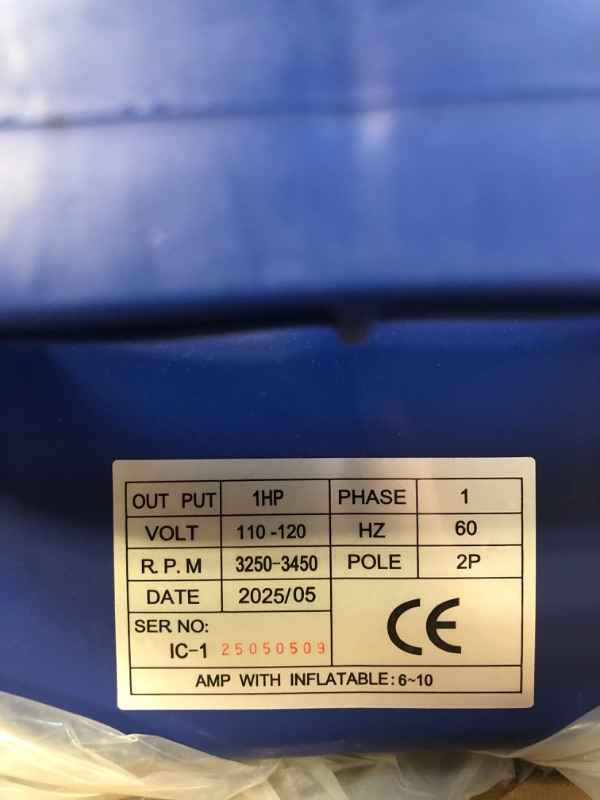 OUT PUT 1HP PHASE 1
VOLT 110-120 HZ 60
R.P.M 3250-3450 POLE 2P
DATE 2025/05
SER NO:
IC-1 25050509
CE
AMP WITH INFLATABLE:6~10